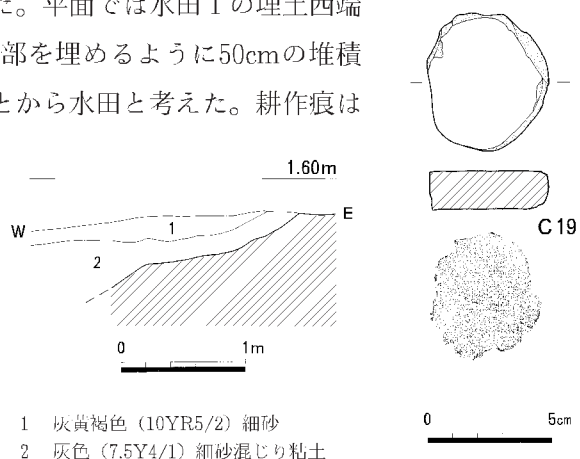 た。平面では水田１の埋土西端
部を埋めるように50cmの堆積
とから水田と考えた。耕作痕は
1.60m
W
E
1
2
0 1m
1 灰黄褐色（10YR5/2）細砂
2 灰色（7.5Y4/1）細砂混じり粘土
C19
0 5cm